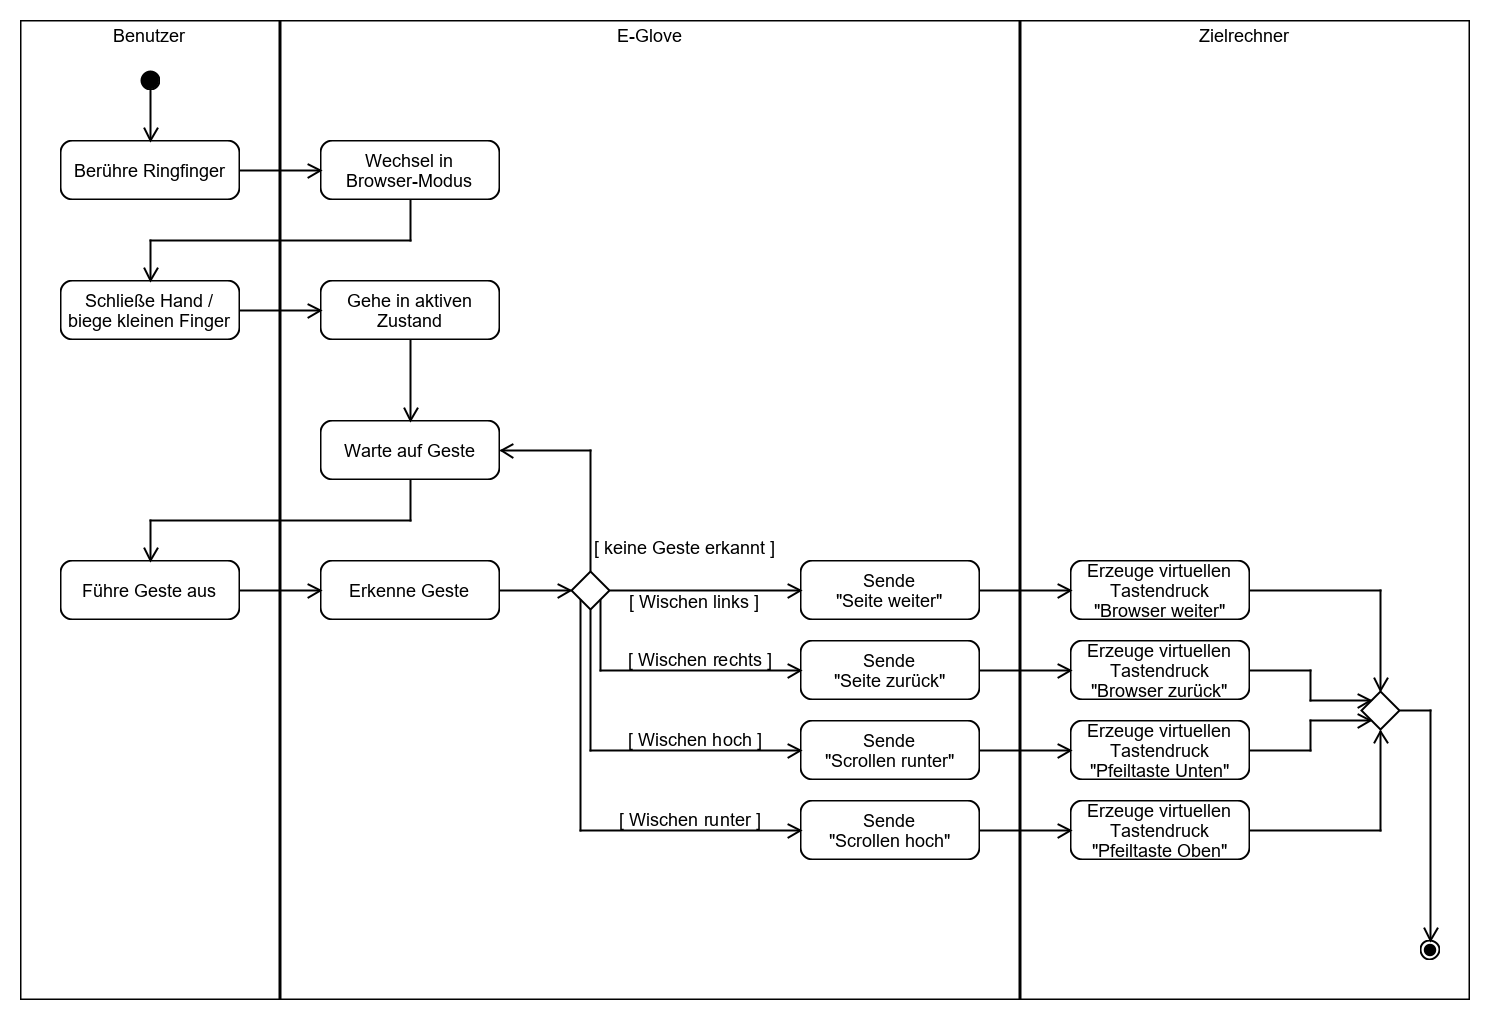 Benutzer
E-Glove
Zielrechner
Berühre Ringfinger
Wechsel in
Browser-Modus
Schließe Hand /
biege kleinen Finger
Gehe in aktiven
Zustand
Warte auf Geste
Führe Geste aus
Erkenne Geste
[ keine Geste erkannt ]
[ Wischen links ]
Sende
"Seite weiter"
Erzeuge virtuellen
Tastendruck
"Browser weiter"
[ Wischen rechts ]
Sende
"Seite zurück"
Erzeuge virtuellen
Tastendruck
"Browser zurück"
[ Wischen hoch ]
Sende
"Scrollen runter"
Erzeuge virtuellen
Tastendruck
"Pfeiltaste Unten"
[ Wischen runter ]
Sende
"Scrollen hoch"
Erzeuge virtuellen
Tastendruck
"Pfeiltaste Oben"